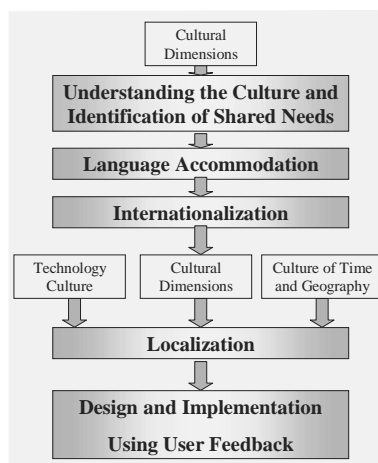 Cultural
Dimensions
Understanding the Culture and
Identification of Shared Needs
Language Accommodation
Internationalization
Technology
Culture
Cultural
Dimensions
Culture of Time
and Geography
Localization
Design and Implementation
Using User Feedback